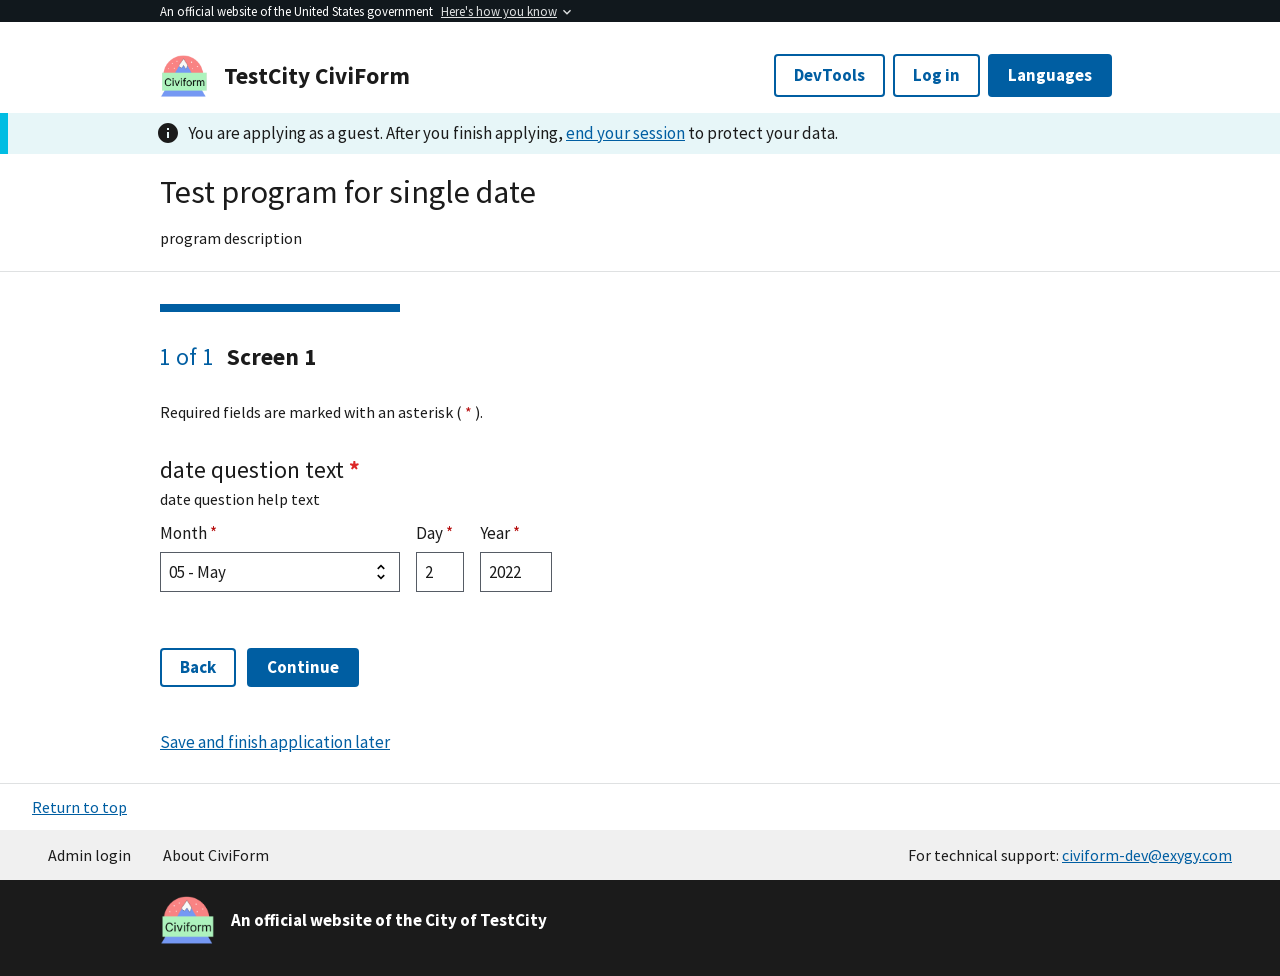 An official website of the United States government Here's how you know
Civiform
TestCity CiviForm
DevTools
Log in
Languages
You are applying as a guest. After you finish applying, end your session to protect your data.
Test program for single date
program description
1 of 1 Screen 1
Required fields are marked with an asterisk ( * ).
date question text *
date question help text
Month * Day * Year *
05 - May 2 2022
Back Continue
Save and finish application later
Return to top
Admin login About CiviForm For technical support: civiform-dev@exygy.com
Civiform
An official website of the City of TestCity